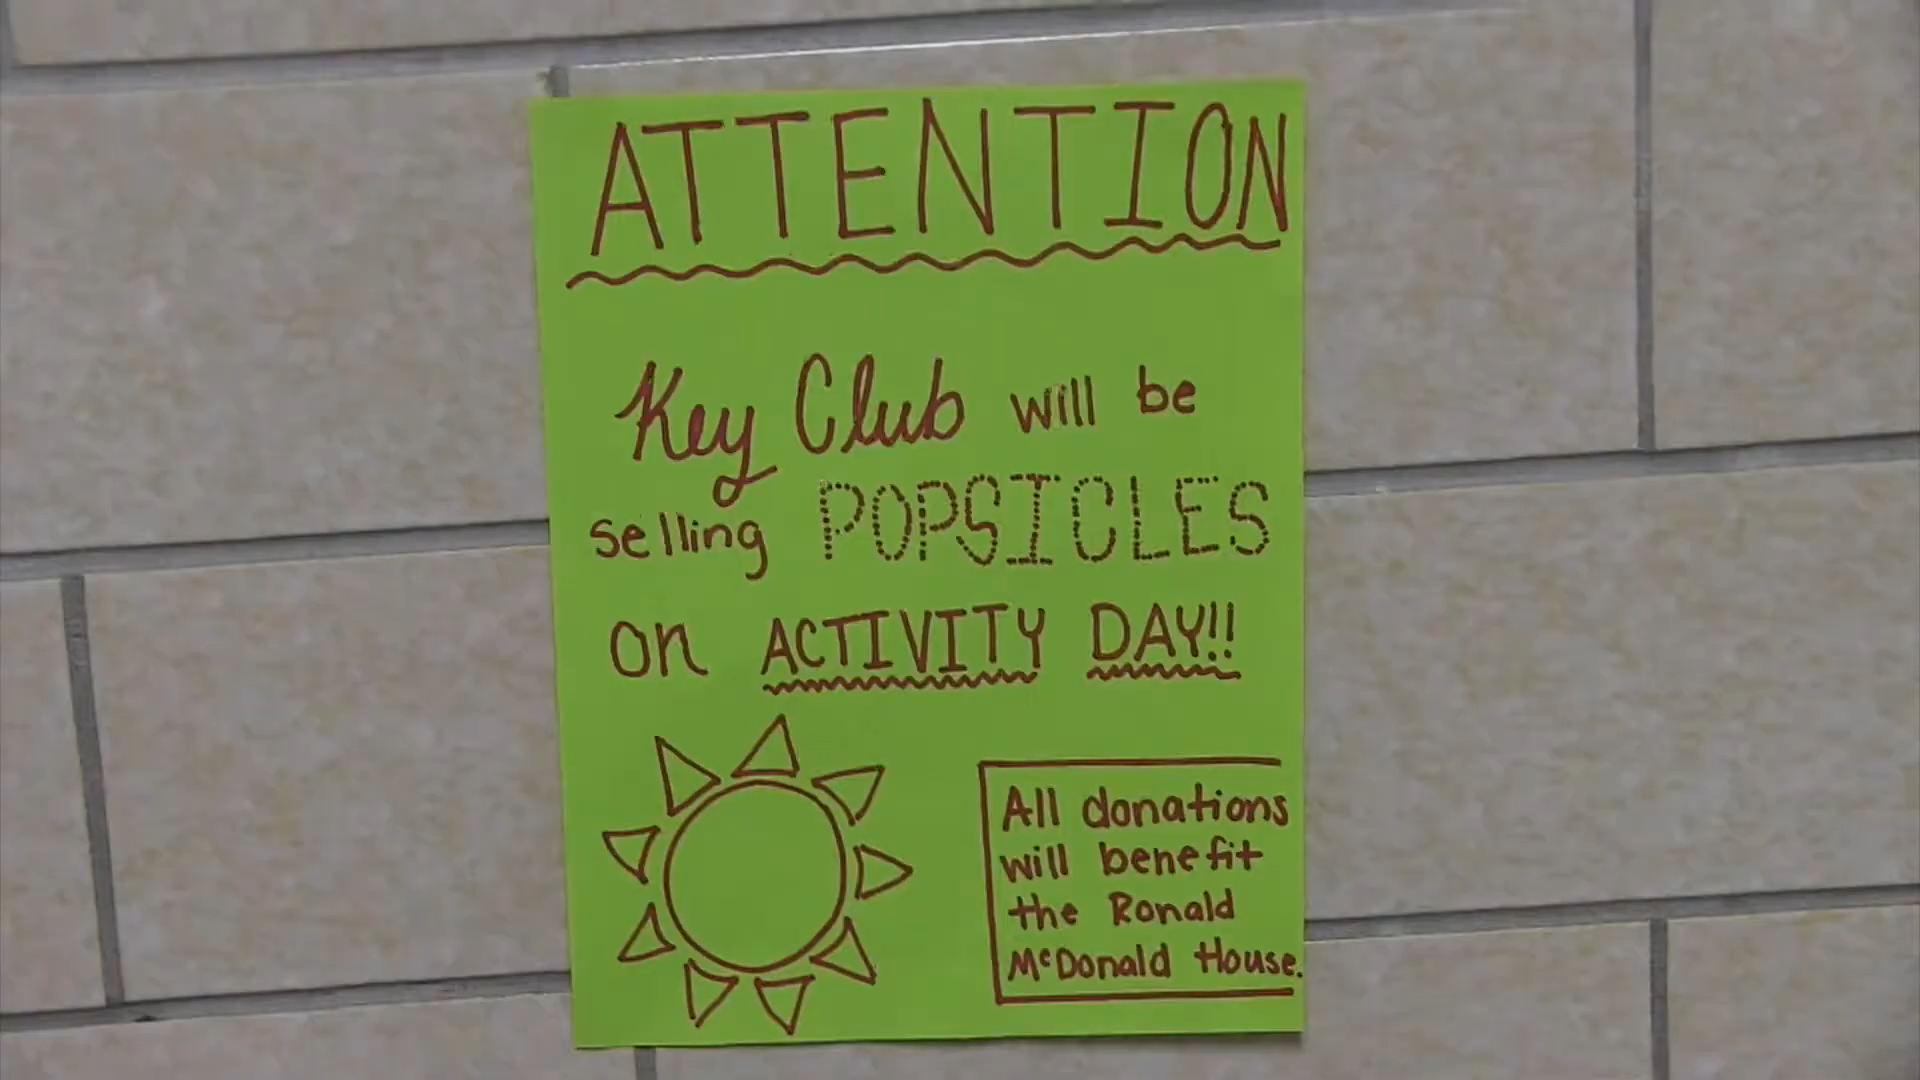 ATTENTION
Key Club will be
selling POPSICLES
on ACTIVITY DAY!!
All donations
will benefit
the Ronald
McDonald House.